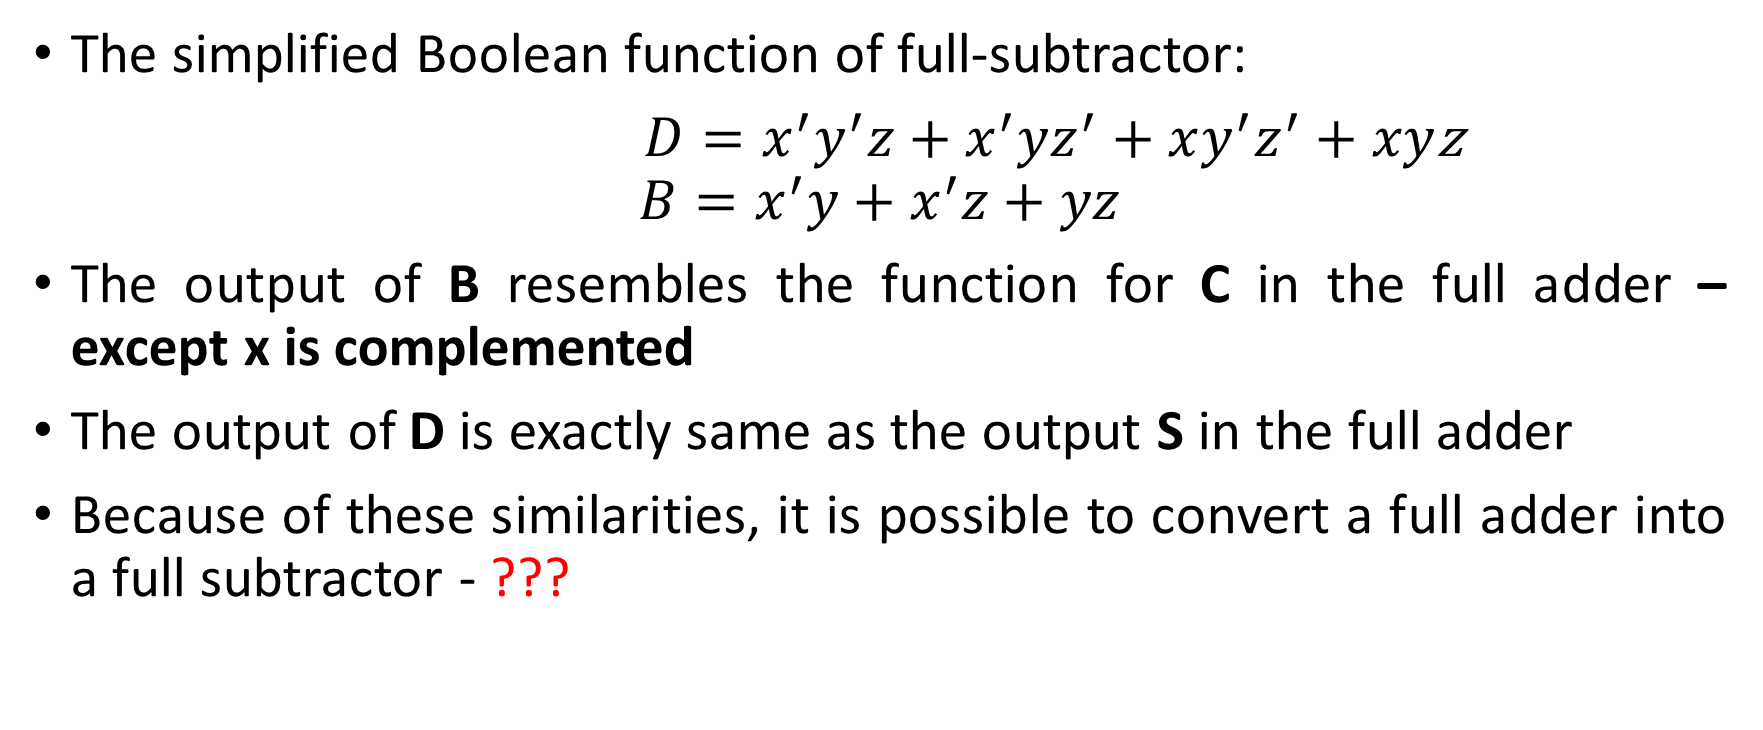 • The simplified Boolean function of full-subtractor:
D = x′y′z + x′yz′ + xy′z′ + xyz
B = x′y + x′z + yz
• The output of B resembles the function for C in the full adder –
except x is complemented
• The output of D is exactly same as the output S in the full adder
• Because of these similarities, it is possible to convert a full adder into
a full subtractor - ???